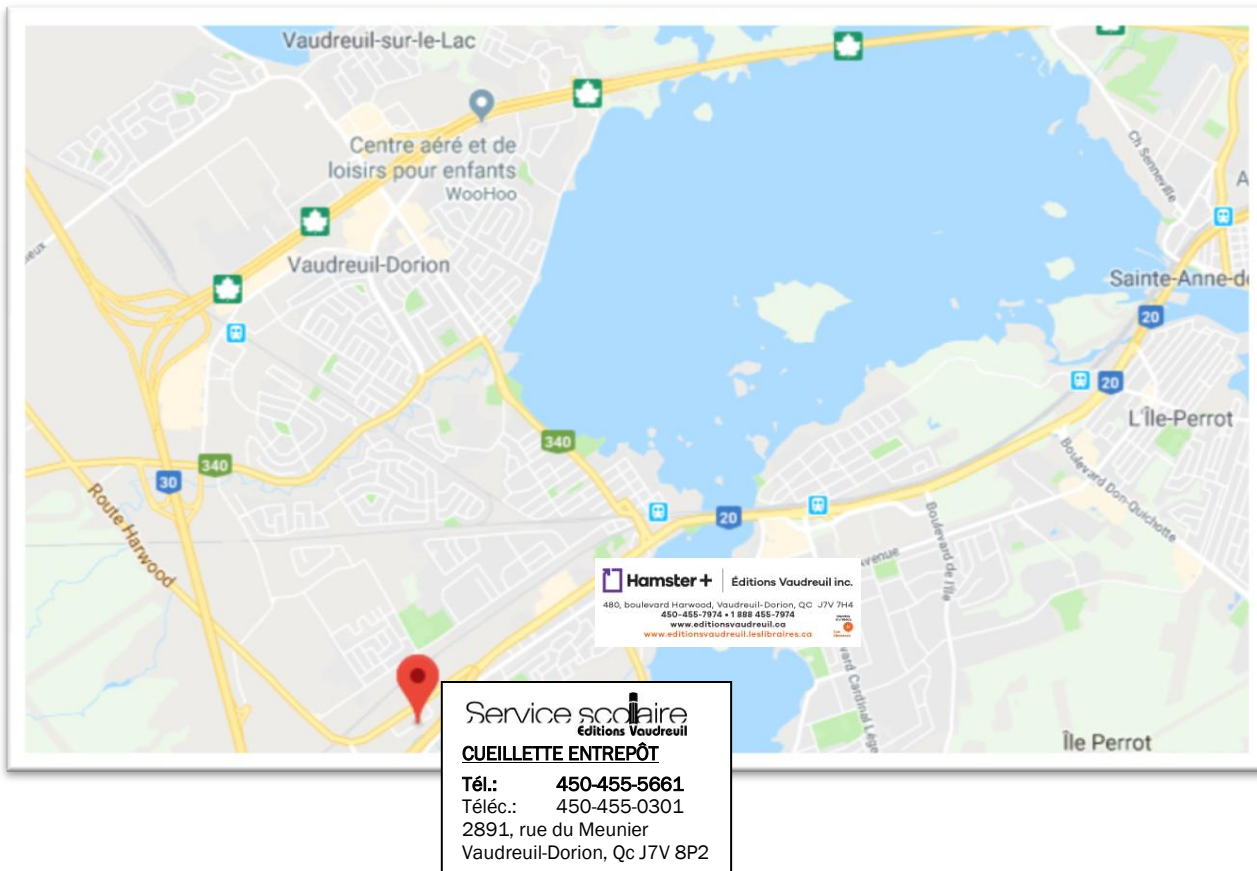 Vaudreuil-sur-le-Lac
Centre aéré et de
loisirs pour enfants
WooHoo
Ch Senneville
Vaudreuil-Dorion
Sainte-Anne-de
20
20
L'Île-Perrot
340
340
30
Route Harwood
20
Boulevard Don-Quichotte
Boulevard de l'Île
Avenue
Hamster + Éditions Vaudreuil inc.
480, boulevard Harwood, Vaudreuil-Dorion, QC J7V 7H4
450-455-7974 • 1 888 455-7974
www.editionsvaudreuil.ca
www.editionsvaudreuil.leslibraires.ca
Île Perrot
Service scolaire
Éditions Vaudreuil
CUEILLETTE ENTREPÔT
Tél.: 450-455-5661
Téléc.: 450-455-0301
2891, rue du Meunier
Vaudreuil-Dorion, Qc J7V 8P2